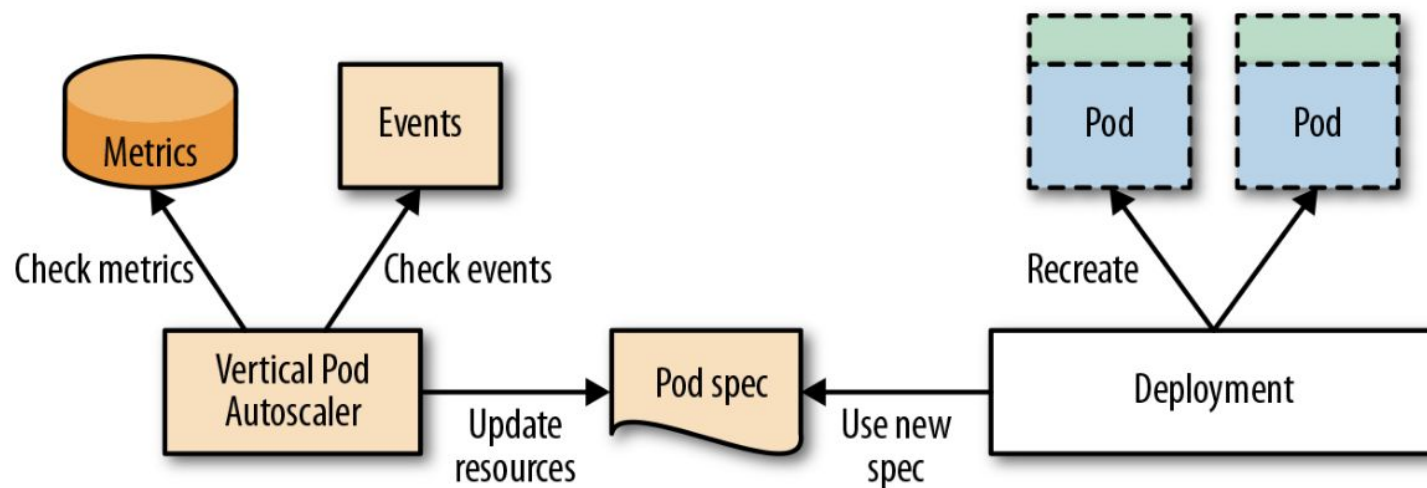 Metrics
Events
Pod
Pod
Check metrics
Check events
Recreate
Vertical Pod
Autoscaler
Update
resources
Pod spec
Use new
spec
Deployment